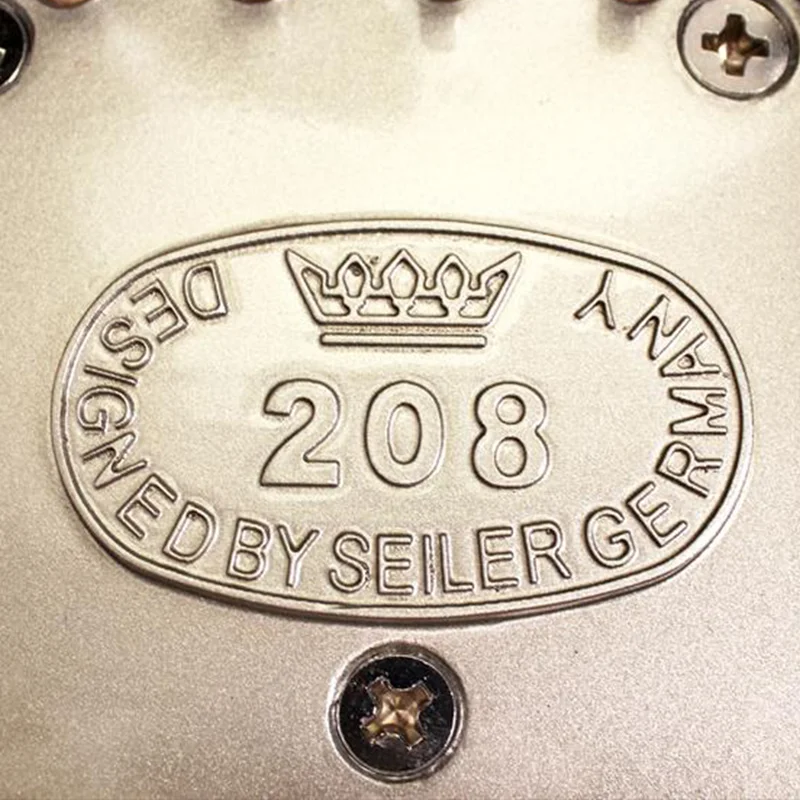 208
DESIGNED BY SEILER GERMANY